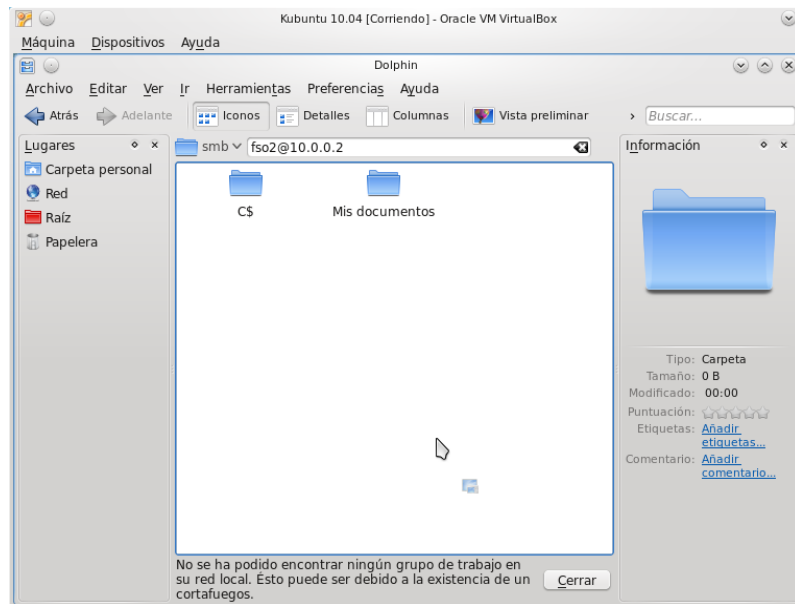 Kubuntu 10.04 [Corriendo] - Oracle VM VirtualBox
Máquina Dispositivos Ayuda
Dolphin
Archivo Editar Ver Ir Herramientas Preferencias Ayuda
Atrás Adelante Iconos Detalles Columnas Vista preliminar Buscar...
Lugares
smb fso2@10.0.0.2
Información
Carpeta personal
Red
Raíz
Papelera
C$ Mis documentos
Tipo: Carpeta
Tamaño: 0 B
Modificado: 00:00
Puntuación:
Etiquetas: Añadir
etiquetas...
Comentario: Añadir
comentario...
No se ha podido encontrar ningún grupo de trabajo en
su red local. Ésto puede ser debido a la existencia de un
cortafuegos.
Cerrar